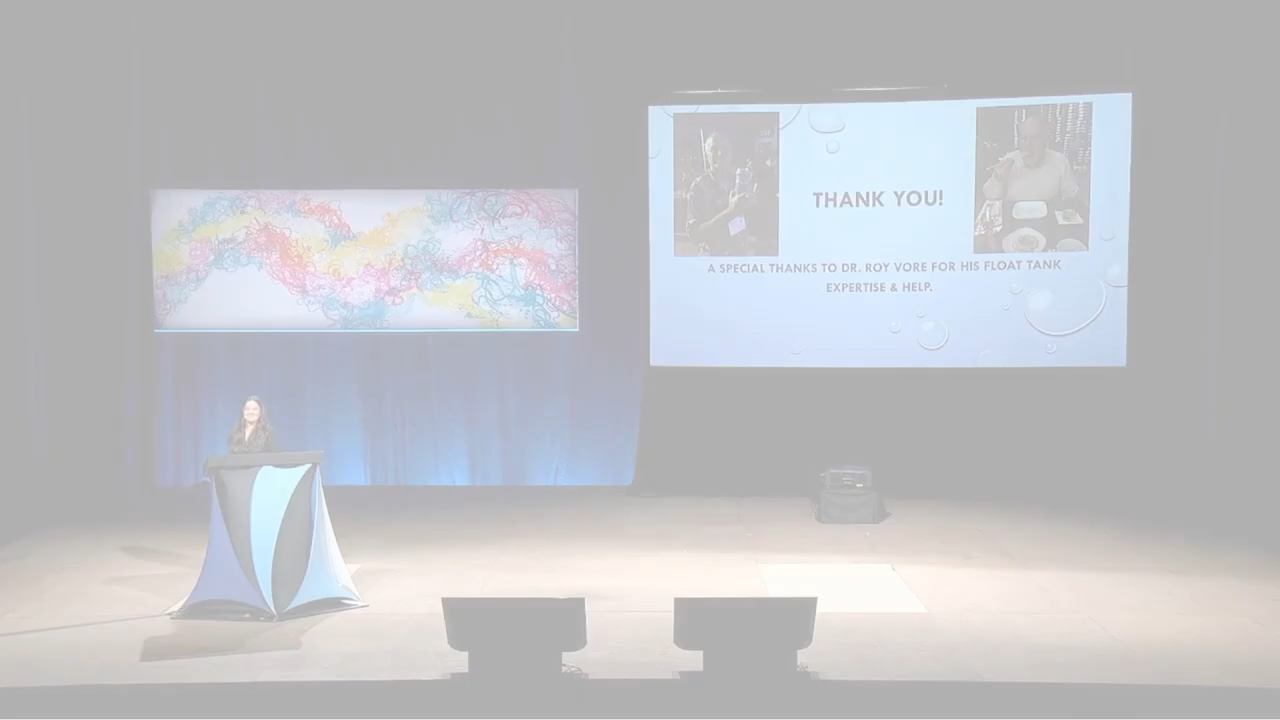 THANK YOU!
A SPECIAL THANKS TO DR. ROY VORE FOR HIS FLOAT TANK
EXPERTISE & HELP.